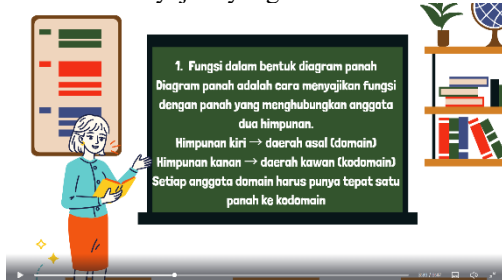 1. Fungsi dalam bentuk diagram panah
Diagram panah adalah cara menyajikan fungsi
dengan panah yang menghubungkan anggota
dua himpunan.
Himpunan kiri → daerah asal (domain)
Himpunan kanan → daerah kawan (kodomain)
Setiap anggota domain harus punya tepat satu
panah ke kodomain